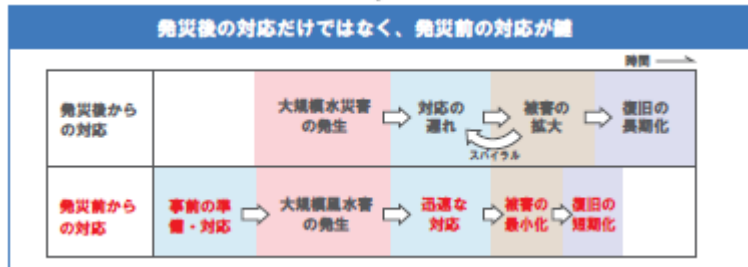 発災後の対応だけではなく、発災前の対応が鍵
時間
発災後から
の対応
大規模水災害
の発生
対応の
遅れ
被害の
拡大
復旧の
長期化
スパイラル
発災前から
の対応
事前の準
備・対応
大規模風水害
の発生
迅速な
対応
被害の
最小化
復旧の
短期化